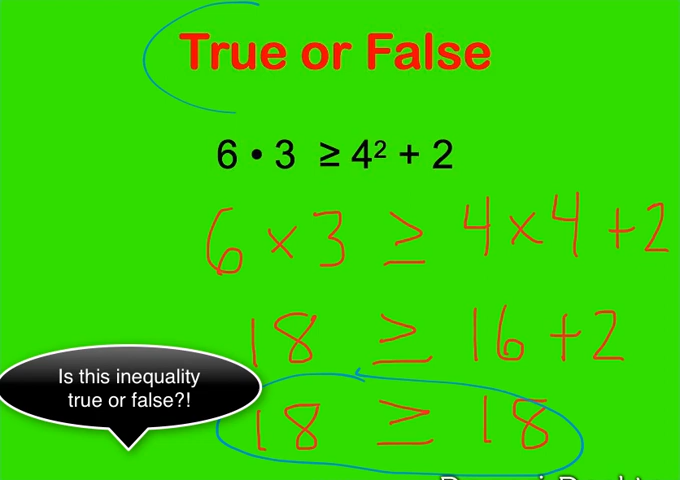 True or False
6 • 3 ≥ 4² + 2
6 × 3 ≥ 4 × 4 + 2
18 ≥ 16 + 2
Is this inequality
true or false?!
18 ≥ 18